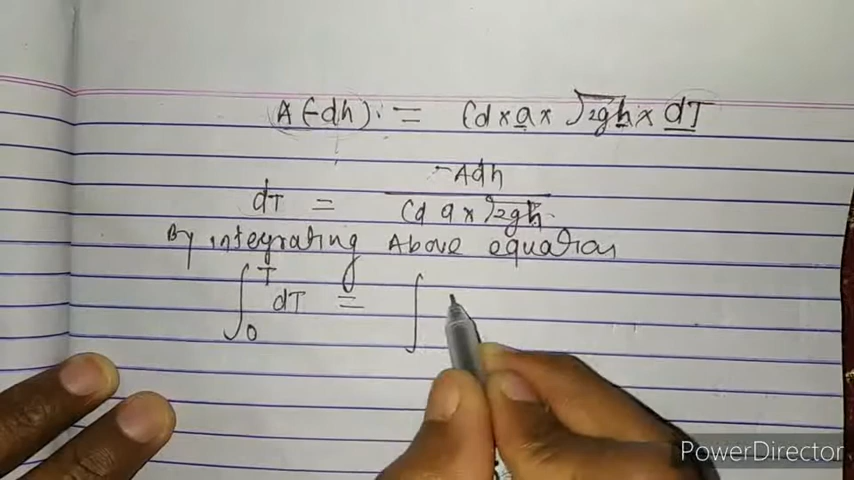 A(-dh). = Cd x a x √2gh x dT
dT = -Adh / Cd a x √2gh.
By integrating Above equation
∫₀ᵀ dT = ∫
PowerDirector